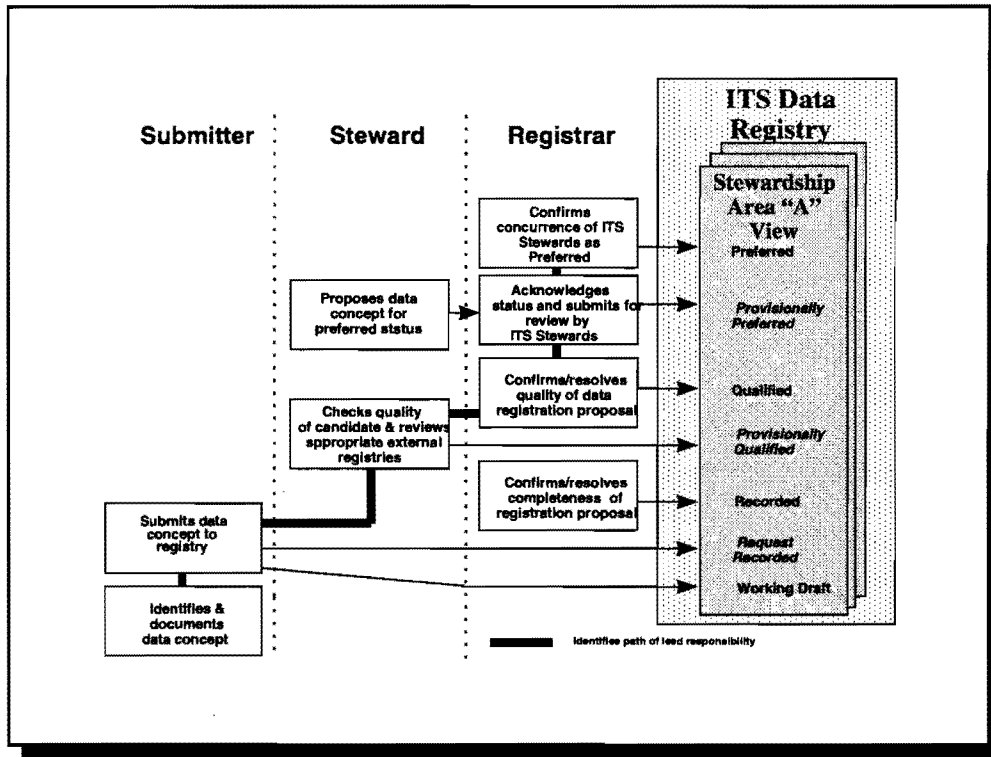 Submitter
Steward
Registrar
ITS Data
Registry
Stewardship
Area "A"
View
Confirms
concurrence of ITS
Stewards as
Preferred
Preferred
Proposes data
concept for
preferred ststus
Acknowledges
status and submits for
review by
ITS Stewards
Provisionally
Preferred
Confirms/resolves
quality of data
registration proposal
Qualified
Checks quality
of candidate & reviews
appropriate external
registries
Provisionally
Qualified
Confirms/resolves
completeness of
registration proposal
Recorded
Submits data
concept to
registry
Request
Recorded
Working Draft
Identifies &
documents
data concept
Identifies path of lead responsibility